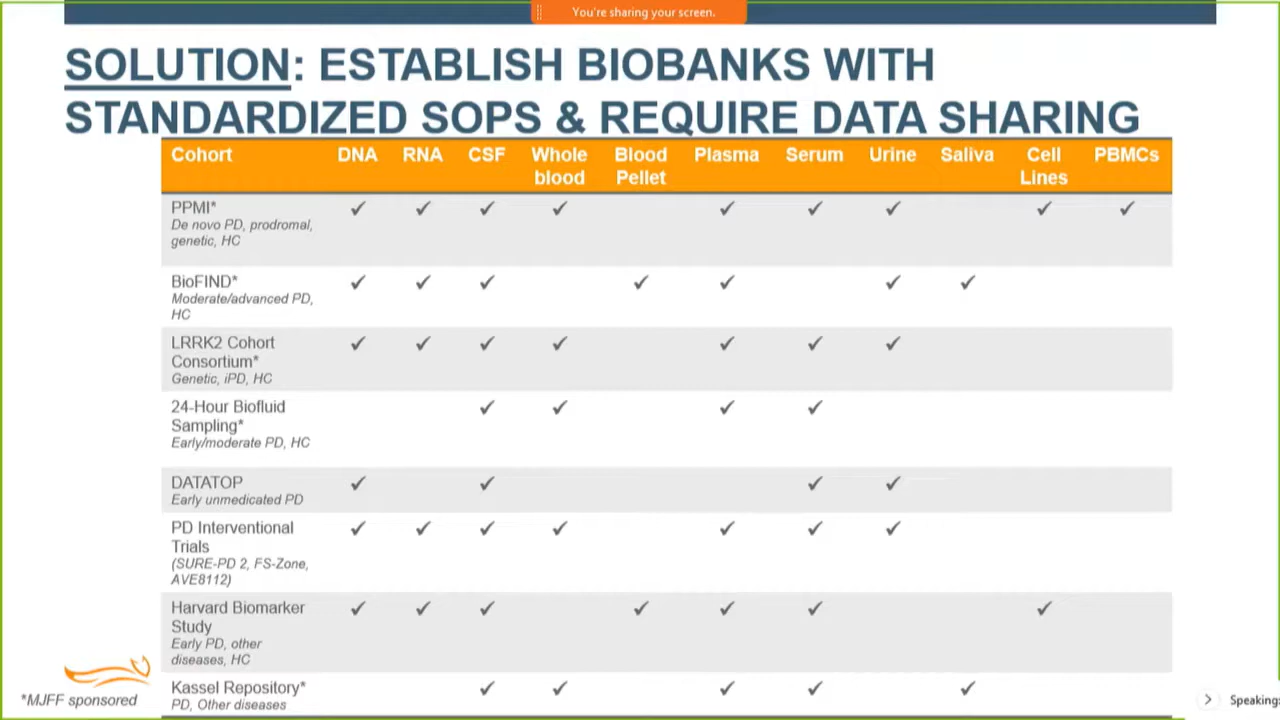 You're sharing your screen.
SOLUTION: ESTABLISH BIOBANKS WITH
STANDARDIZED SOPS & REQUIRE DATA SHARING
Cohort DNA RNA CSF Whole blood Blood Pellet Plasma Serum Urine Saliva Cell Lines PBMCs
PPMI* ✓ ✓ ✓ ✓ ✓ ✓ ✓ ✓ ✓
De novo PD, prodromal,
genetic, HC
BioFIND* ✓ ✓ ✓ ✓ ✓ ✓ ✓
Moderate/advanced PD,
HC
LRRK2 Cohort ✓ ✓ ✓ ✓ ✓ ✓ ✓
Consortium*
Genetic, iPD, HC
24-Hour Biofluid ✓ ✓ ✓ ✓
Sampling*
Early/moderate PD, HC
DATATOP ✓ ✓ ✓ ✓
Early unmedicated PD
PD Interventional ✓ ✓ ✓ ✓ ✓ ✓ ✓
Trials
(SURE-PD 2, FS-Zone,
AVE8112)
Harvard Biomarker ✓ ✓ ✓ ✓ ✓ ✓ ✓
Study
Early PD, other
diseases, HC
Kassel Repository* ✓ ✓ ✓ ✓ ✓
PD, Other diseases
*MJFF sponsored
Speaking: